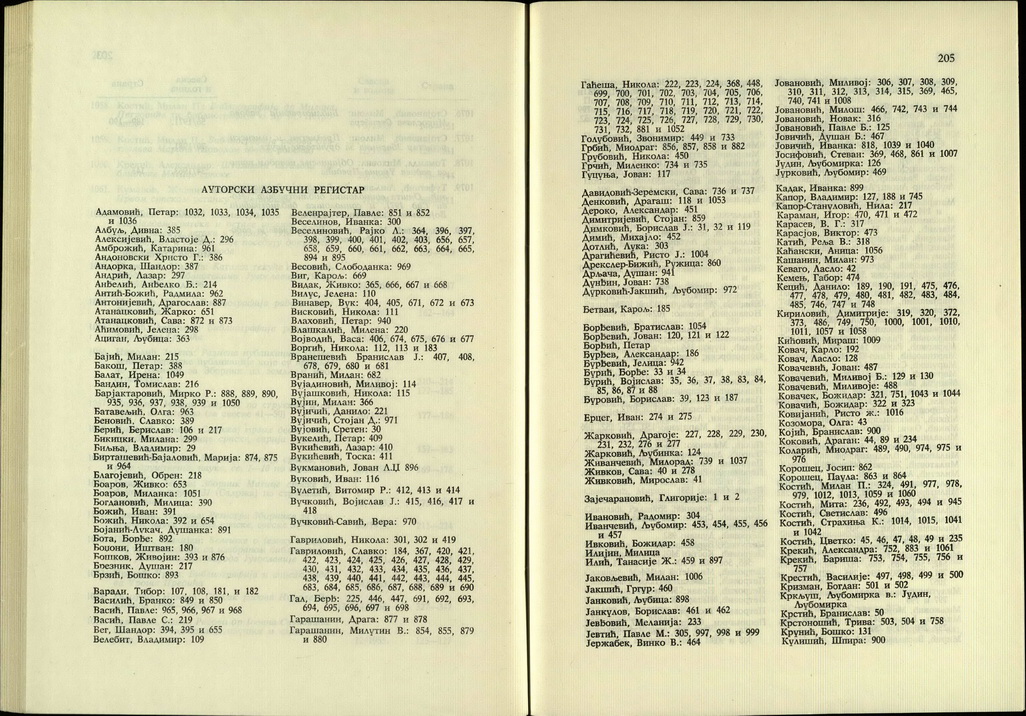 АУТОРСКИ АЗБУЧНИ РЕГИСТАР
Адамовић, Петар: 1032, 1033, 1034, 1035
и 1036
Албуљ, Дивна: 385
Алексијевић, Властоје Д.: 296
Амброжић, Катарина: 961
Андоновски Христо Г.: 386
Андорка, Шандор: 387
Андрић, Лазар: 297
Анђелић, Анђелко Б.: 214
Антић-Божић, Радмила: 962
Антонијевић, Драгослав: 887
Атанацковић, Жарко: 651
Атанацковић, Сава: 872 и 873
Аћимовић, Јелена: 298
Ациган, Љубица: 363
Бајић, Милан: 215
Бакош, Петар: 388
Балат, Ирена: 1049
Бандин, Томислав: 216
Барјактаровић, Мирко Р.: 888, 889, 890,
935, 936, 937, 938, 939 и 1050
Батавељић, Олга: 963
Беновић, Славко: 389
Берић, Берислав: 106 и 217
Бикицки, Милана: 299
Биљња, Владимир: 29
Бирташевић-Бајаловић, Марија: 874, 875
и 964
Благојевић, Обрен: 218
Боаров, Живко: 653
Боаров, Миланка: 1051
Богдановић, Милица: 390
Божић, Иван: 391
Божић, Никола: 392 и 654
Бојанић-Лукач, Душанка: 891
Бота, Борђе: 892
Боцони, Иштван: 180
Бошков, Живојин: 393 и 876
Боезник, Душан: 217
Брзић, Бошко: 893
Варади, Тибор: 107, 108, 181, и 182
Василић, Бранко: 849 и 850
Васић, Павле: 965, 966, 967 и 968
Васић, Павле С.: 219
Вег, Шандор: 394, 395 и 655
Велебит, Владимир: 109
Веленрајтер, Павле: 851 и 852
Веселинов, Иванка: 300
Веселиновић, Рајко Л.: 364, 396, 397,
398, 399, 400, 401, 402, 403, 656, 657,
658, 659, 660, 661, 662, 663, 664, 665,
894 и 895
Весовић, Слободанка: 969
Виг, Карољ: 669
Видак, Живко: 365, 666, 667 и 668
Вилус, Јелена: 110
Винавер, Вук: 404, 405, 671, 672 и 673
Висковић, Никола: 111
Влаховић, Петар: 940
Влашкалић, Милена: 220
Војводић, Васа: 406, 674, 675, 676 и 677
Воргић, Никола: 112, 113 и 183
Вранешевић Бранислав Ј.: 407, 408,
678, 679, 680 и 681
Вранић, Милан: 682
Вујадиновић, Миливој: 114
Вујашковић, Никола: 115
Вујин, Милан: 366
Вујичић, Данило: 221
Вујичић, Стојан Д.: 971
Вујовић, Сретен: 30
Вукелић, Петар: 409
Вукићевић, Лазар: 410
Вукићевић, Тоска: 411
Вукмановић, Јован Л.Џ 896
Вуковић, Иван: 116
Вулетић, Витомир Р.: 412, 413 и 414
Вучковић, Војислав Ј.: 415, 416, 417 и
418
Вучковић-Савић, Вера: 970
Гавриловић, Никола: 301, 302 и 419
Гавриловић, Славко: 184, 367, 420, 421,
422, 423, 424, 425, 426, 427, 428, 429,
430, 431, 432, 433, 434, 435, 436, 437,
438, 439, 440, 441, 442, 443, 444, 445,
683, 684, 685, 686, 687, 688, 689 и 690
Гал, Берђ: 225, 446, 447, 691, 692, 693,
694, 695, 696, 697 и 698
Гарашанин, Драга: 877 и 878
Гарашанин, Милутин В.: 854, 855, 879
и 880
205
Гаћеша, Никола: 222, 223, 224, 368, 448,
699, 700, 701, 702, 703, 704, 705, 706,
707, 708, 709, 710, 711, 712, 713, 714,
715, 716, 717, 718, 719, 720, 721, 722,
723, 724, 725, 726, 727, 728, 729, 730,
731, 732, 881 и 1052
Голубовић, Звонимир: 449 и 733
Грбић, Миодраг: 856, 857, 858 и 882
Грубовић, Никола: 450
Грчић, Миленко: 734 и 735
Гуцуња, Јован: 117
Давидовић-Зеремски, Сава: 736 и 737
Денковић, Драгаш: 118 и 1053
Дероко, Александар: 451
Димитријевић, Стојан: 859
Димковић, Борислав Ј.: 31, 32 и 119
Димић, Михајло: 452
Дотлић, Лука: 303
Драгићевић, Ристо Ј.: 1004
Дрекслер-Бижић, Ружица: 860
Дрљача, Душан: 941
Дунђин, Јован: 738
Дурковић-Јакшић, Љубомир: 972
Бетван, Карољ: 185
Борђевић, Братислав: 1054
Борђевић, Јован: 120, 121 и 122
Борђић, Петар
Бурђев, Александар: 186
Бурђевић, Јелица: 942
Бурић, Борђе: 33 и 34
Бурић, Војислав: 35, 36, 37, 38, 83, 84,
85, 86, 87 и 88
Буровић, Борислав: 39, 123 и 187
Ерцег, Иван: 274 и 275
Жарковић, Драгоје: 227, 228, 229, 230,
231, 232, 276 и 277
Жарковић, Љубинка: 124
Живанчевић, Милорад: 739 и 1037
Живков, Сава: 40 и 278
Живковић, Мирослав: 41
Зајечарановић, Глигорије: 1 и 2
Ивановић, Радомир: 304
Иванчевић, Љубомир: 453, 454, 455, 456
и 457
Ивковић, Божидар: 458
Илијин, Милица
Илић, Танасије Ж.: 459 и 897
Јаковљевић, Милан: 1006
Јакшић, Гргур: 460
Јанковић, Љубица: 898
Јанкулов, Борислав: 461 и 462
Јевђовић, Меланија: 233
Јевтић, Павле М.: 305, 997, 998 и 999
Јержабек, Винко В.: 464
Јовановић, Миливој: 306, 307, 308, 309,
310, 311, 312, 313, 314, 315, 369, 465,
740, 741 и 1008
Јовановић, Милош: 466, 742, 743 и 744
Јовановић, Новак: 316
Јовановић, Павле Б.: 125
Јовичић, Душан Б.: 467
Јовичић, Иванка: 818, 1039 и 1040
Јосифовић, Стеван: 369, 468, 861 и 1007
Јудин, Љубомирка: 126
Јурковић, Љубомир: 469
Кадак, Иванка: 899
Капор, Владимир: 127, 188 и 745
Капор-Стануловић, Нила: 217
Караман, Игор: 470, 471 и 472
Карасев, В. Г.: 317
Карасјов, Виктор: 473
Катић, Реља В.: 318
Каћански, Аница: 1056
Кашанин, Милан: 973
Кеваго, Ласло: 42
Кемењ, Габор: 474
Кецић, Данило: 189, 190, 191, 475, 476,
477, 478, 479, 480, 481, 482, 483, 484,
485, 746, 747 и 748
Кириловић, Димитрије: 319, 320, 372,
373, 486, 749, 750, 1000, 1001, 1010,
1011, 1057 и 1058
Кићовић, Мираш: 1009
Ковач, Карло: 192
Ковач, Ласло: 128
Ковачевић, Јован: 487
Ковачевић, Миливој Б.: 129 и 130
Ковачевић, Миливоје: 488
Ковачек, Божидар: 321, 751, 1043 и 1044
Ковачић, Божидар: 322 и 323
Ковијанић, Ристо ж.: 1016
Козомора, Олга: 43
Којић, Бранислав: 900
Коковић, Драган: 44, 89 и 234
Коларић, Миодраг: 489, 490, 974, 975 и
976
Корошец, Јосип: 862
Корошец, Паула: 863 и 864
Костић, Милан П.: 324, 491, 977, 978,
979, 1012, 1013, 1059 и 1060
Костић, Мита: 236, 492, 493, 494 и 945
Костић, Светислав: 496
Костић, Страхиња К.: 1014, 1015, 1041
и 1042
Костић, Цветко: 45, 46, 47, 48, 49 и 235
Крекић, Александра: 752, 883 и 1061
Крекић, Бариша: 753, 754, 755, 756 и
757
Крестић, Василије: 497, 498, 499 и 500
Кризман, Богдан: 501 и 502
Кркљуш, Љубомирка в.: Јудин,
Љубомирка
Крстић, Бранислав: 50
Крстоношић, Трива: 503, 504 и 758
Крунић, Бошко: 131
Кулишић, Шпира: 900